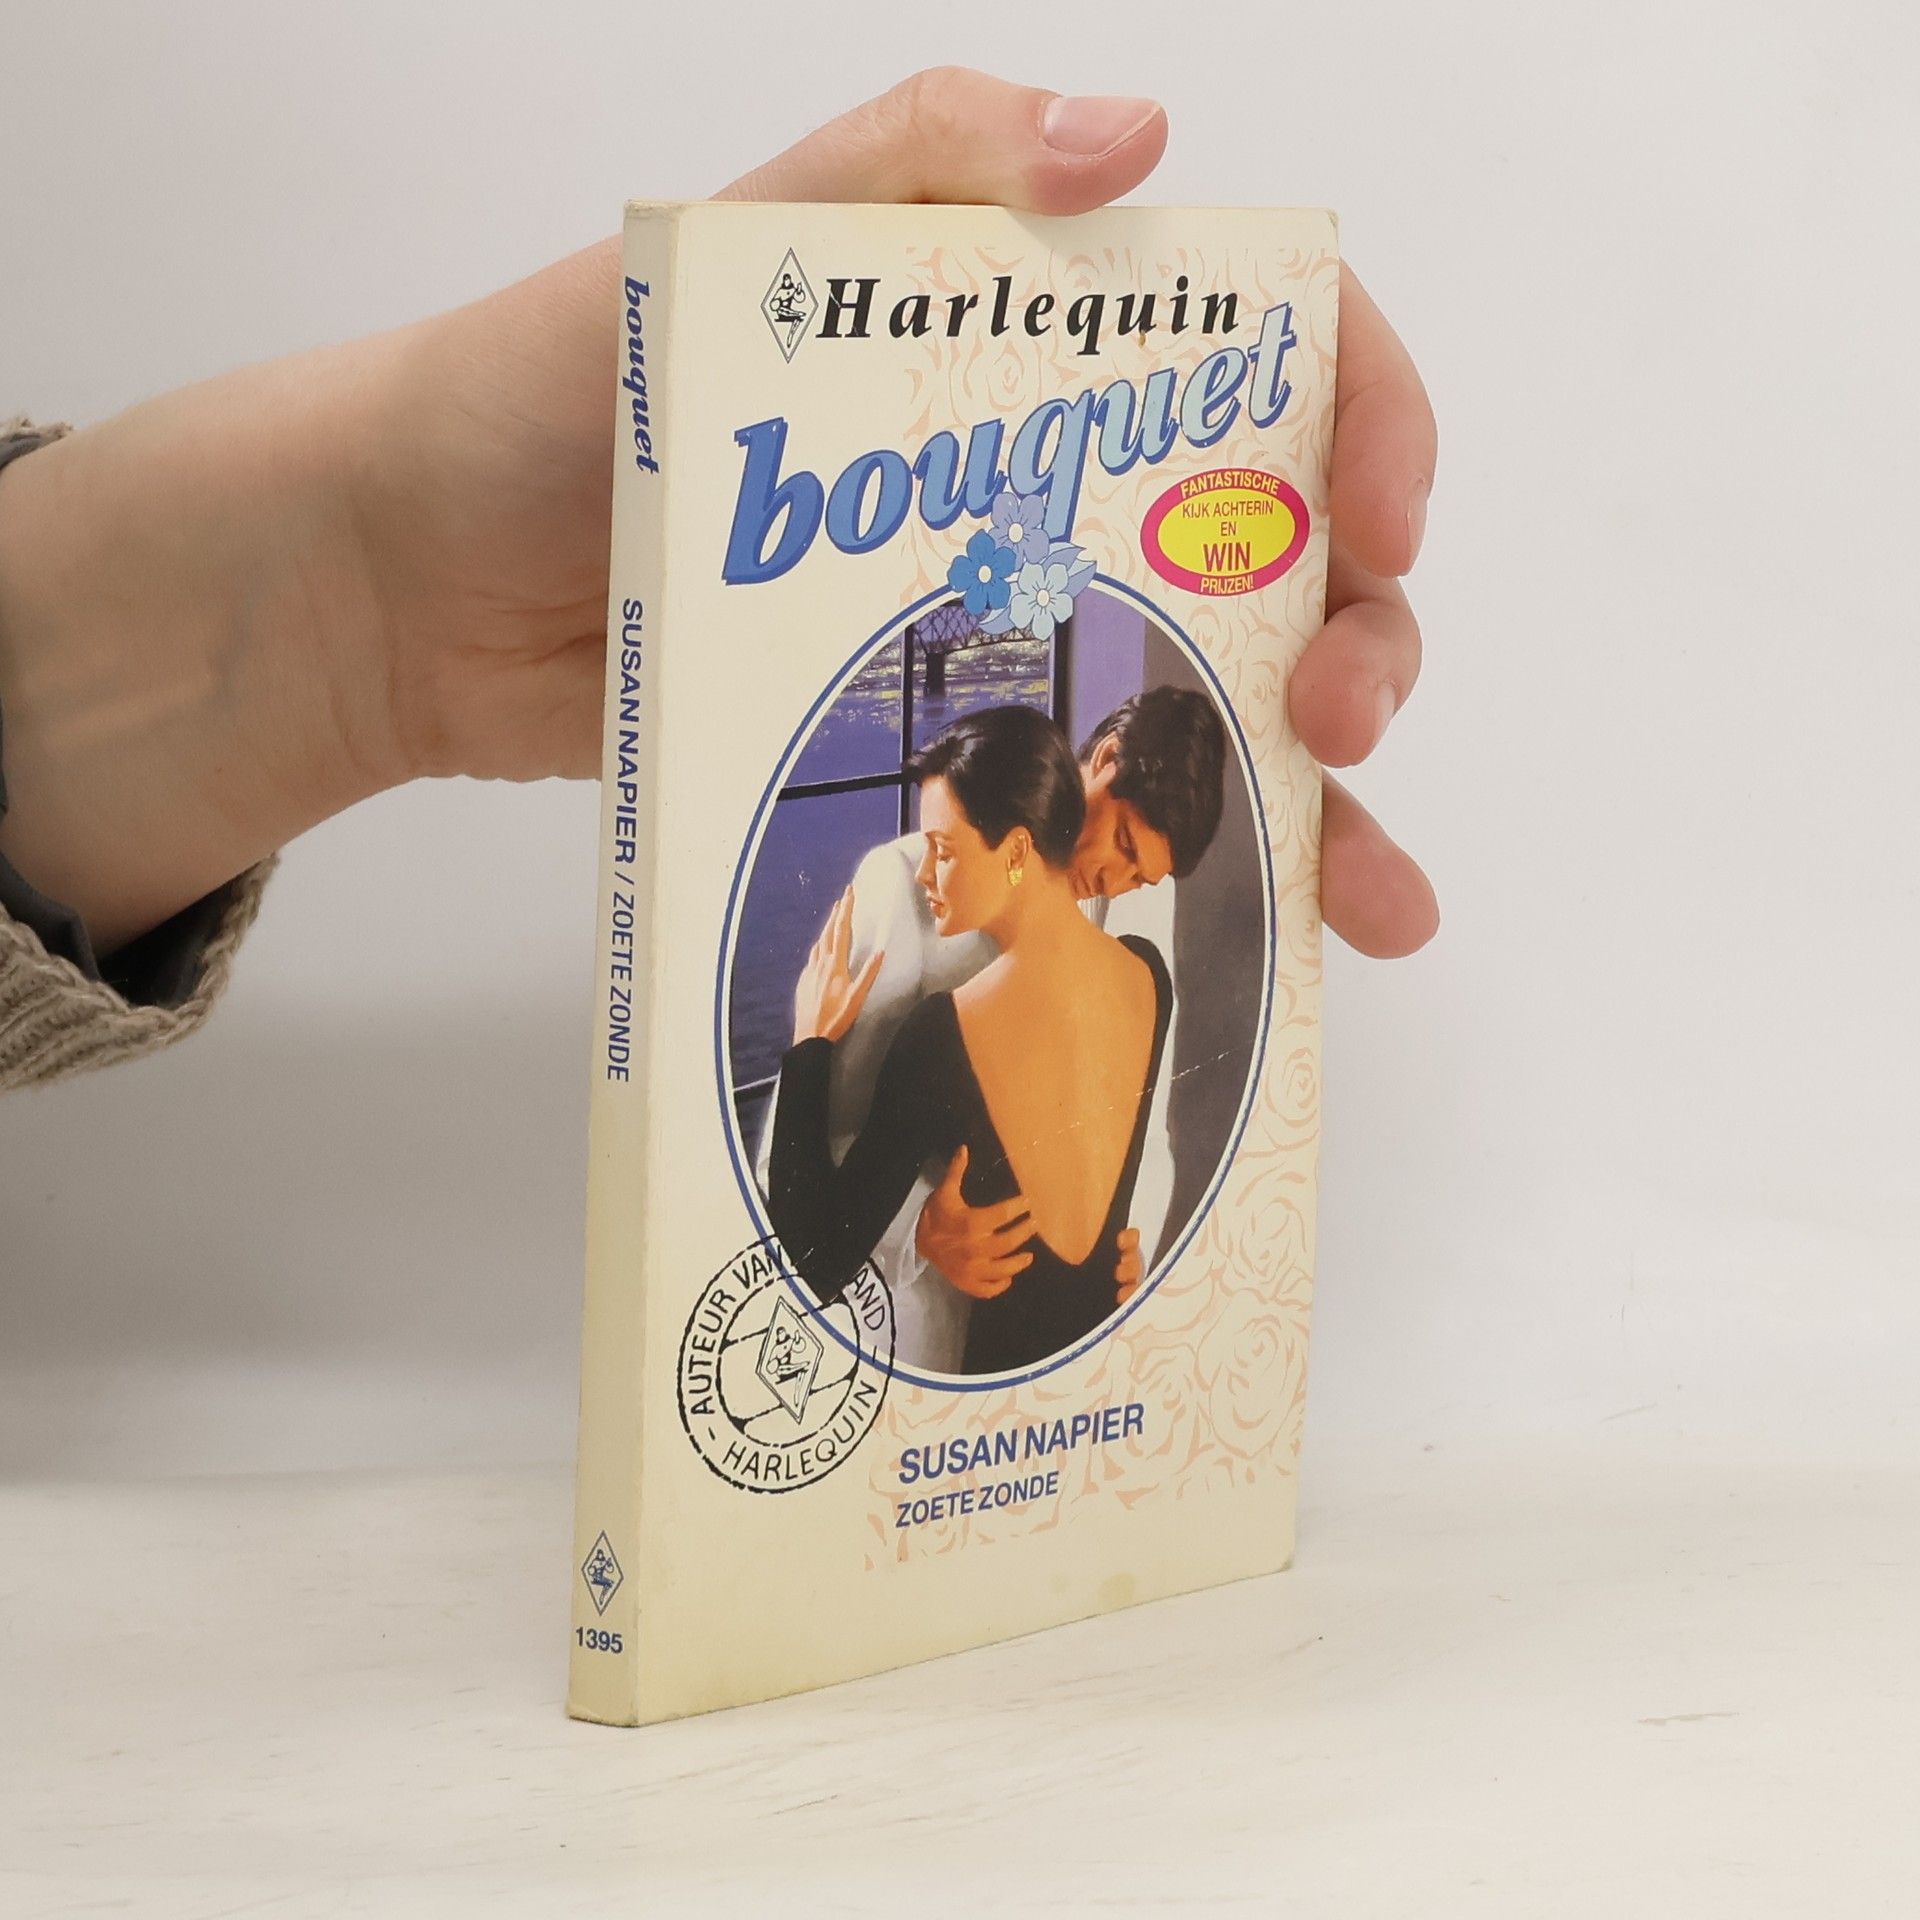 Harlequin
bouquet
FANTASTISCHE
KIJK ACHTERIN
EN
WIN
PRIJZEN!
AUTEUR VAN
AND
- HARLEQUIN -
SUSAN NAPIER
ZOETE ZONDE
bouquet
SUSAN NAPIER / ZOETE ZONDE
1395